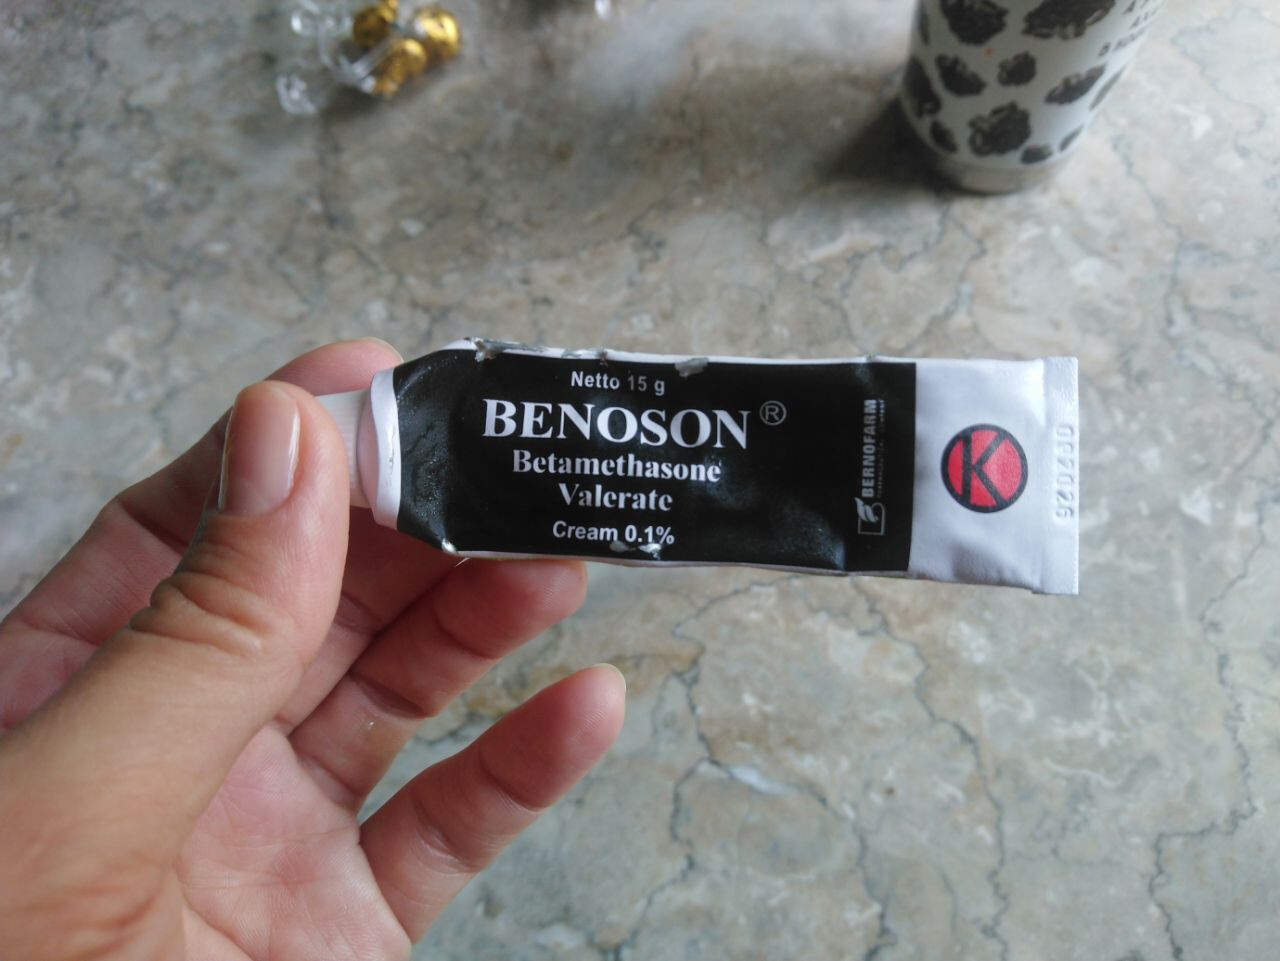 Netto 15 g
BENOSON®
Betamethasone
Valerate
Cream 0.1%
BERNOFARM
K